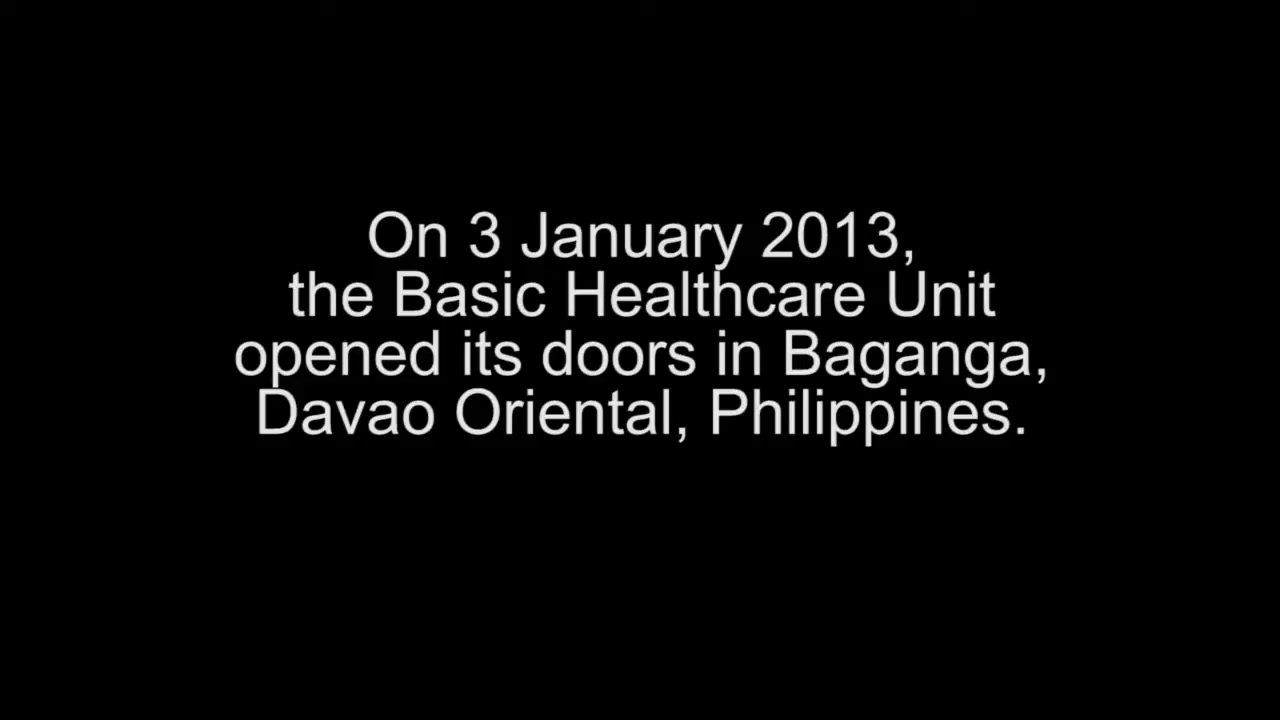 On 3 January 2013,
the Basic Healthcare Unit
opened its doors in Baganga,
Davao Oriental, Philippines.